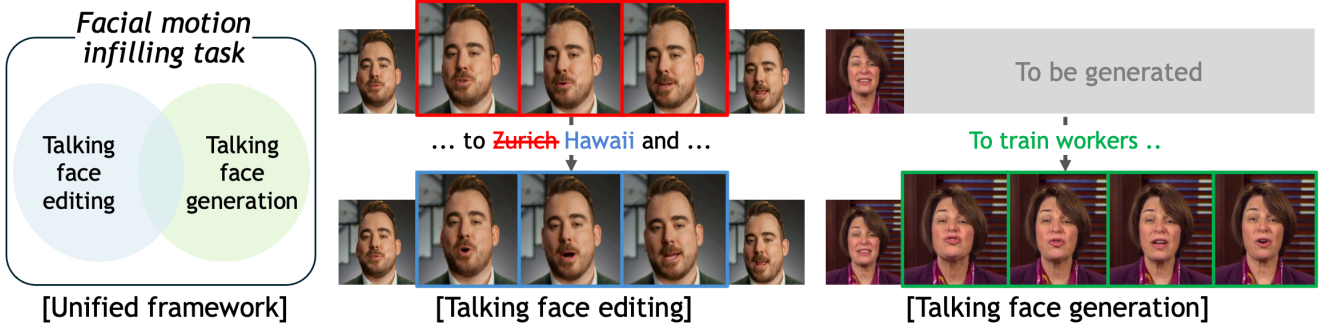 Facial motion
infilling task
Talking
face
editing
Talking
face
generation
[Unified framework]
... to Zurich Hawaii and ...
[Talking face editing]
To be generated
To train workers ..
[Talking face generation]